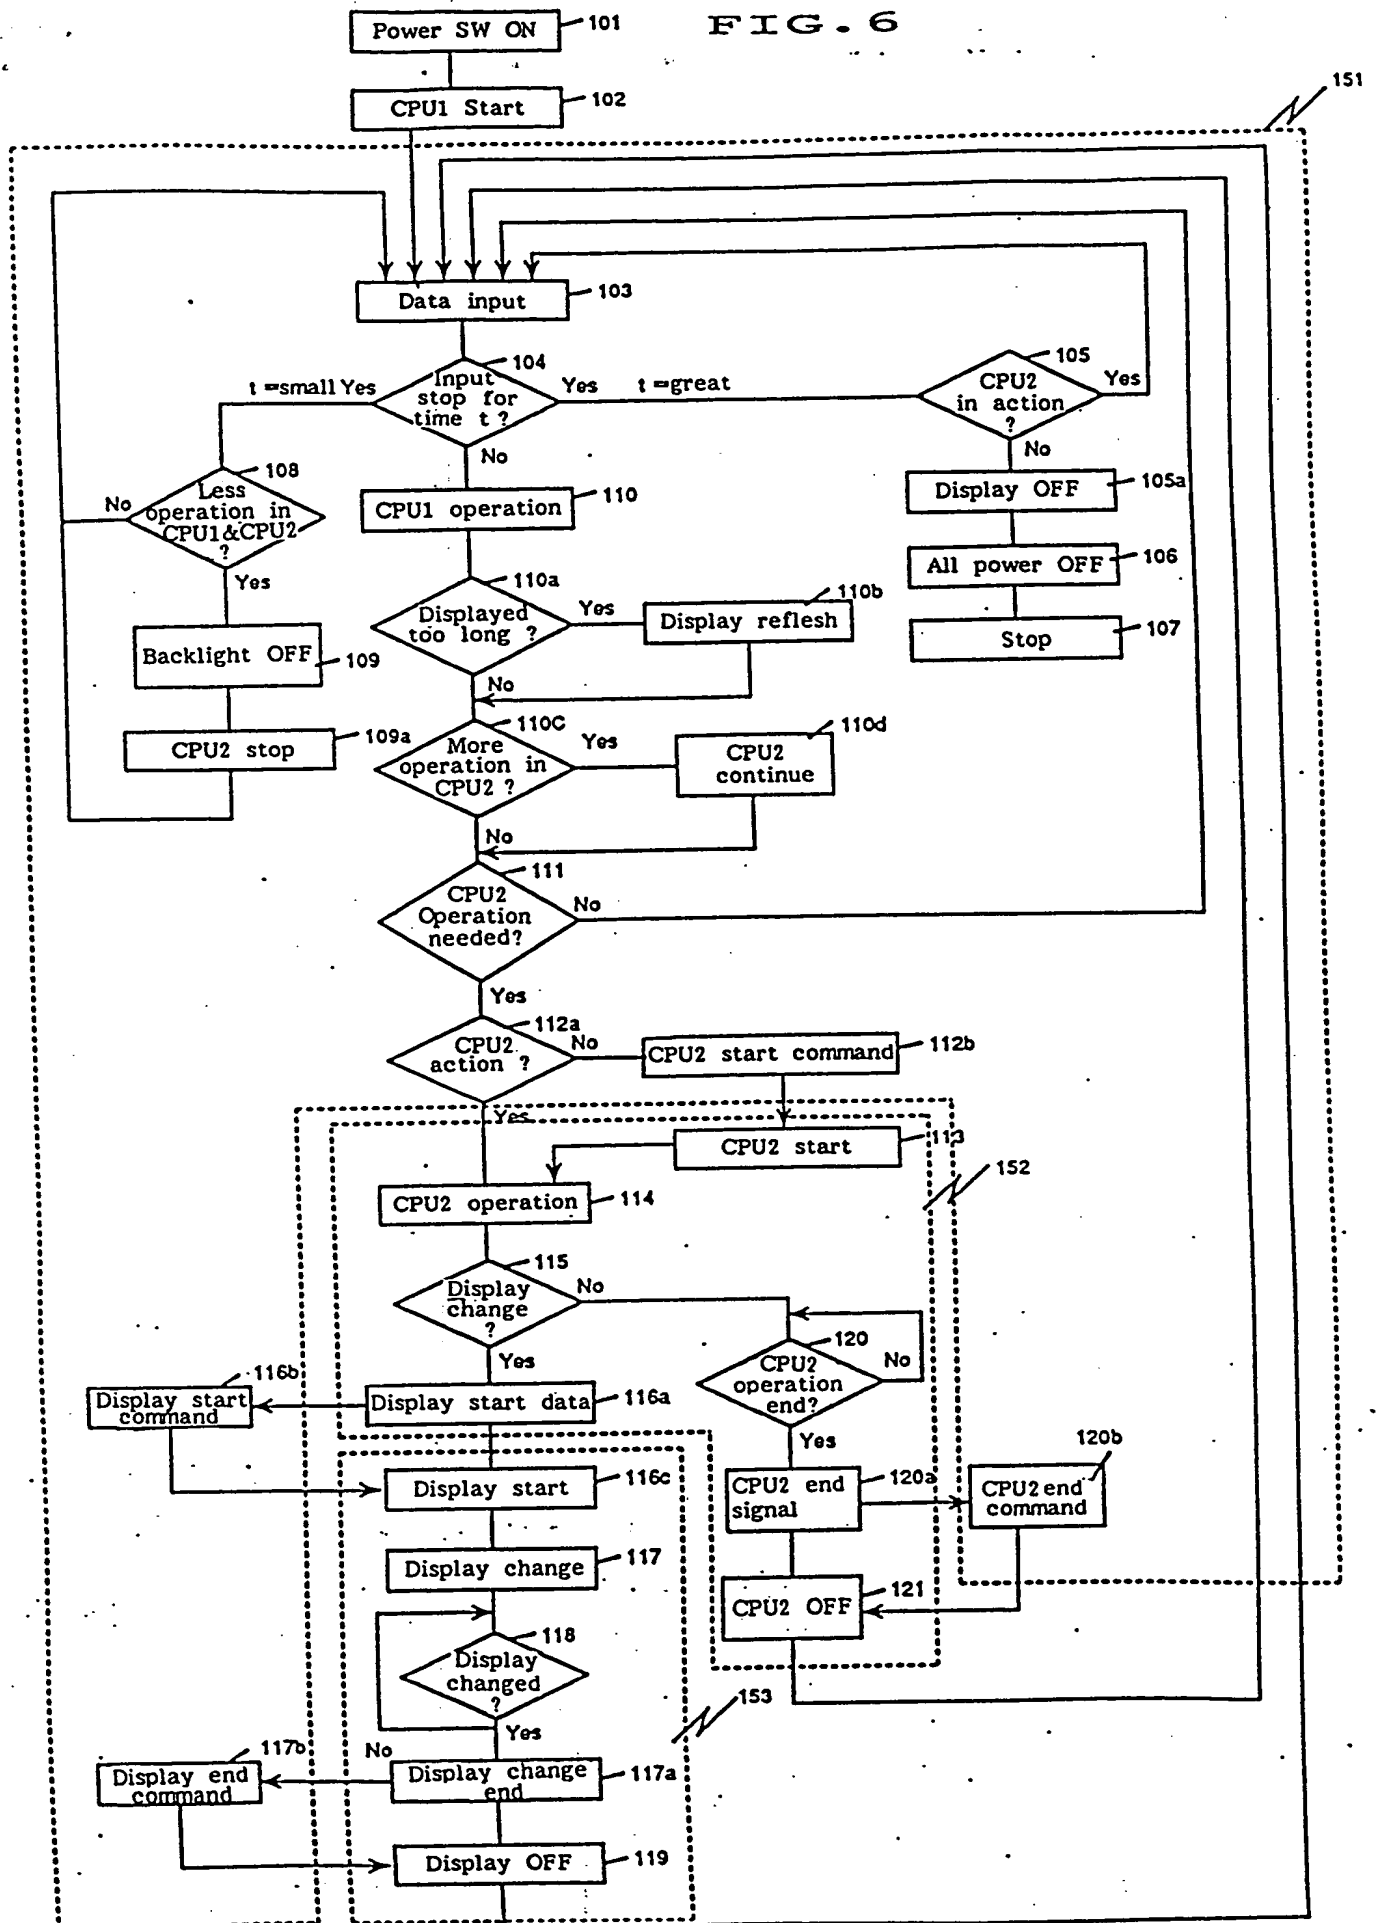 FIG. 6
Power SW ON
101
CPU1 Start
102
151
Data input
103
104
Input
stop for
time t ?
t=small Yes
Yes
t=great
No
105
CPU2
in action
?
Yes
No
Display OFF
105a
All power OFF
106
Stop
107
108
Less
operation in
CPU1&CPU2
?
No
Yes
Backlight OFF
109
CPU2 stop
109a
CPU1 operation
110
110a
Displayed
too long ?
Yes
No
110b
Display reflesh
110C
More
operation in
CPU2 ?
Yes
No
110d
CPU2
continue
111
CPU2
Operation
needed?
No
Yes
112a
CPU2
action ?
No
Yes
CPU2 start command
112b
CPU2 start
113
152
CPU2 operation
114
115
Display
change
?
No
Yes
120
CPU2
operation
end?
No
Yes
116b
Display start
command
Display start data
116a
Display start
116c
CPU2 end
signal
120a
120b
CPU2 end
command
Display change
117
CPU2 OFF
121
118
Display
changed
?
Yes
No
153
117b
Display end
command
Display change
end
117a
Display OFF
119